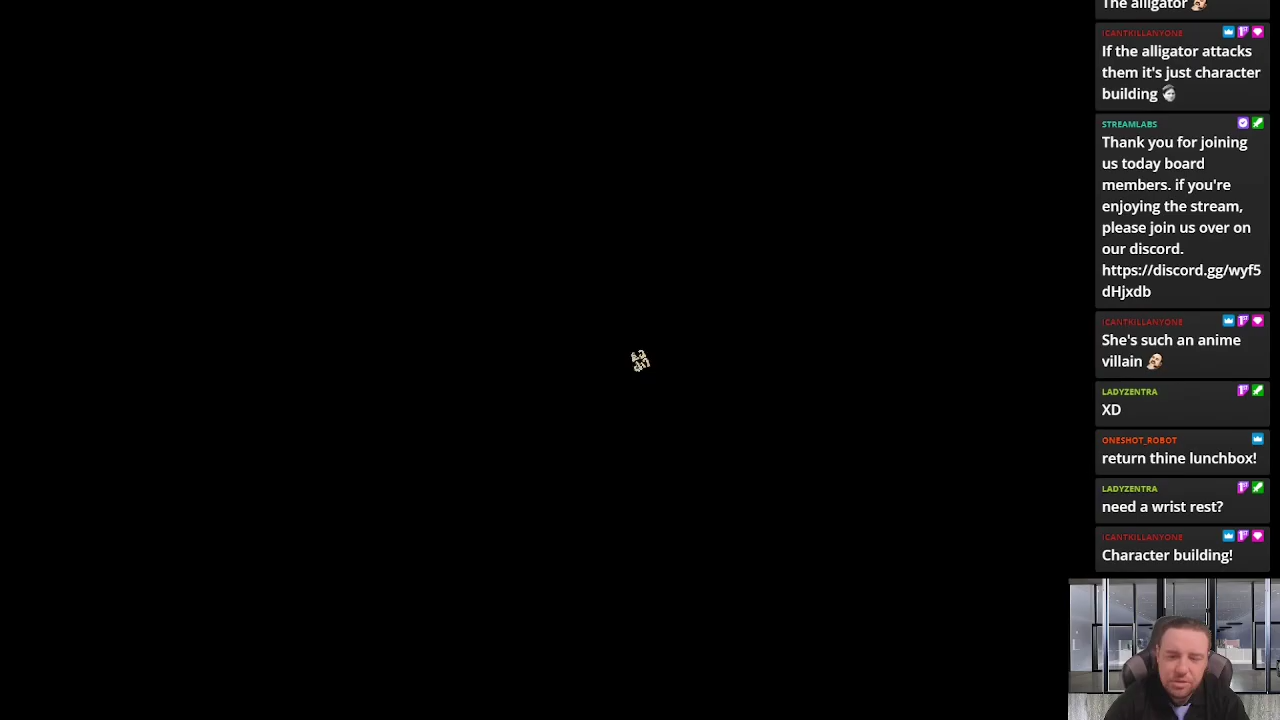 The alligator
ICANTKILLANYONE
If the alligator attacks
them it's just character
building
STREAMLABS
Thank you for joining
us today board
members. if you're
enjoying the stream,
please join us over on
our discord.
https://discord.gg/wyf5
dHjxdb
ICANTKILLANYONE
She's such an anime
villain
LADYZENTRA
XD
ONESHOT_ROBOT
return thine lunchbox!
LADYZENTRA
need a wrist rest?
ICANTKILLANYONE
Character building!